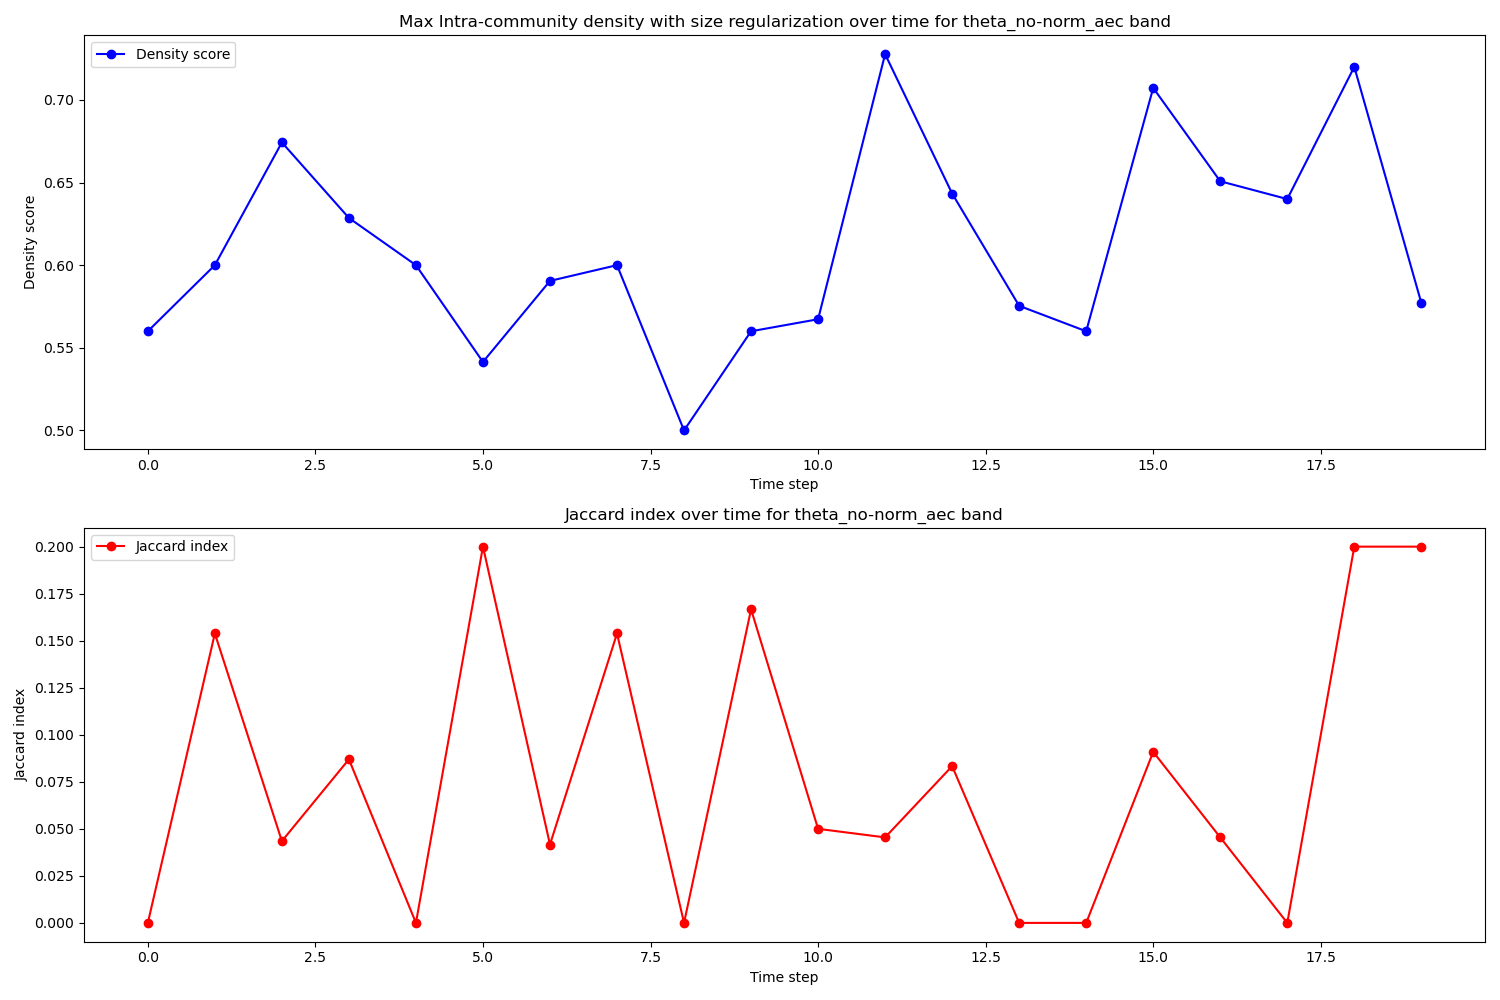 Max Intra-community density with size regularization over time for theta_no-norm_aec band
Density score
0.70
0.65
0.60
0.55
0.50
Density score
0.0 2.5 5.0 7.5 10.0 12.5 15.0 17.5
Time step
Jaccard index over time for theta_no-norm_aec band
Jaccard index
0.200
0.175
0.150
0.125
0.100
0.075
0.050
0.025
0.000
Jaccard index
0.0 2.5 5.0 7.5 10.0 12.5 15.0 17.5
Time step